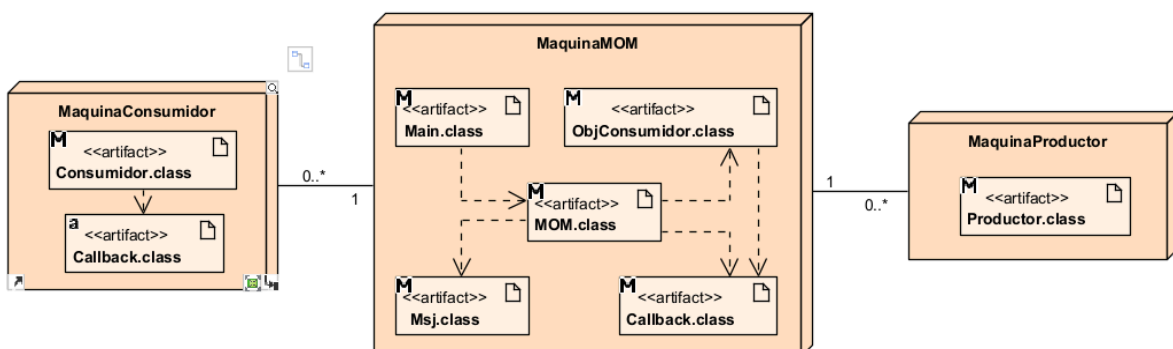 MaquinaConsumidor
M
<<artifact>>
Consumidor.class
a
<<artifact>>
Callback.class
0..*
1
MaquinaMOM
M
<<artifact>>
Main.class
M
<<artifact>>
ObjConsumidor.class
M
<<artifact>>
MOM.class
M
<<artifact>>
Msj.class
M
<<artifact>>
Callback.class
1
0..*
MaquinaProductor
M
<<artifact>>
Productor.class